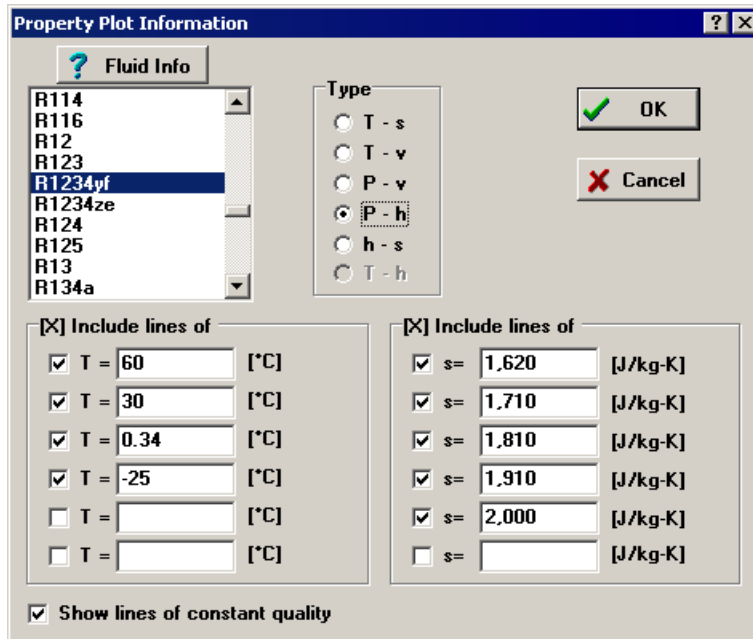 Property Plot Information
Fluid Info
R114
R116
R12
R123
R1234yf
R1234ze
R124
R125
R13
R134a
Type
T - s
T - v
P - v
P - h
h - s
T - h
OK
Cancel
[X] Include lines of
T = 60 [°C]
T = 30 [°C]
T = 0.34 [°C]
T = -25 [°C]
T = [°C]
T = [°C]
[X] Include lines of
s= 1,620 [J/kg-K]
s= 1,710 [J/kg-K]
s= 1,810 [J/kg-K]
s= 1,910 [J/kg-K]
s= 2,000 [J/kg-K]
s= [J/kg-K]
Show lines of constant quality